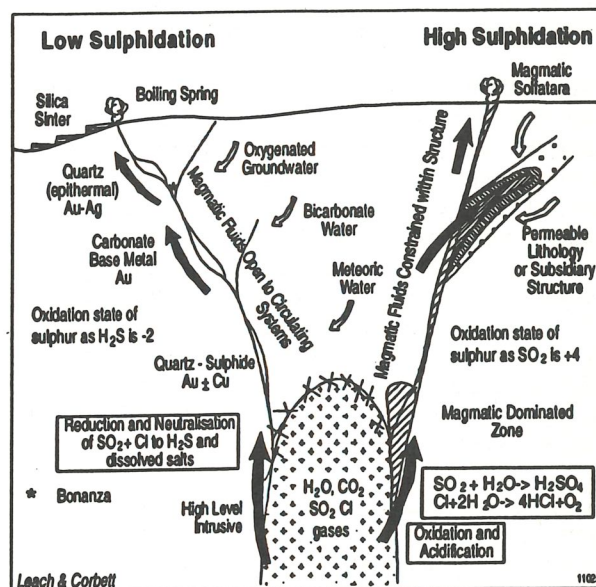 Low Sulphidation
High Sulphidation
Magmatic
Solfatara
Boiling Spring
Silica
Sinter
Oxygenated
Groundwater
Quartz
(epithermal)
Au-Ag
Bicarbonate
Water
Carbonate
Base Metal
Au
Meteoric
Water
Magmatic Fluids Open to Circulating
Systems
Magmatic Fluids Constrained within Structure
Permeable
Lithology
or Subsidiary
Structure
Oxidation state of
sulphur as H₂S is -2
Oxidation state of
sulphur as SO₂ is +4
Quartz - Sulphide
Au ± Cu
Magmatic Dominated
Zone
Reduction and Neutralisation
of SO₂ + Cl to H₂S and
dissolved salts
* Bonanza
High Level
Intrusive
H₂O, CO₂
SO₂ Cl
gases
SO₂ + H₂O-> H₂SO₄
Cl+2H₂O-> 4HCl+O₂
Oxidation and
Acidification
Leach & Corbett
1102